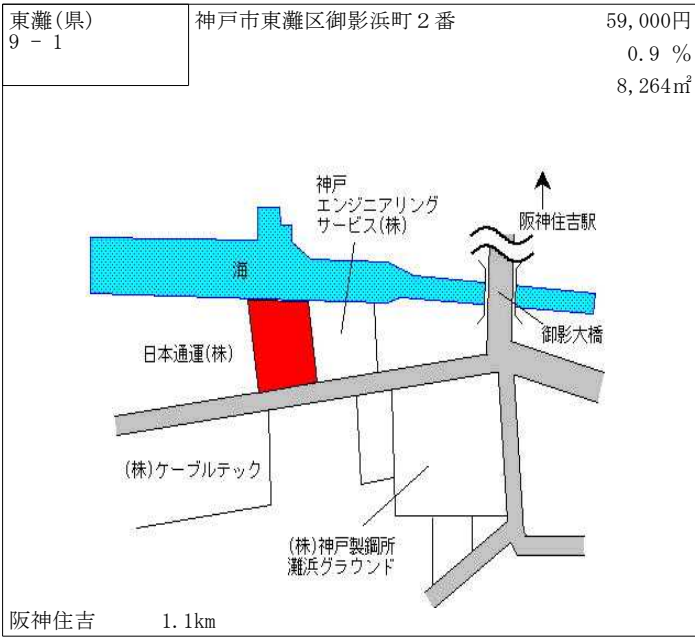 東灘(県)
9 - 1
神戸市東灘区御影浜町２番
59,000円
0.9 %
8,264㎡
神戸
エンジニアリング
サービス(株)
阪神住吉駅
海
御影大橋
日本通運(株)
(株)ケーブルテック
(株)神戸製鋼所
灘浜グラウンド
阪神住吉 1.1km